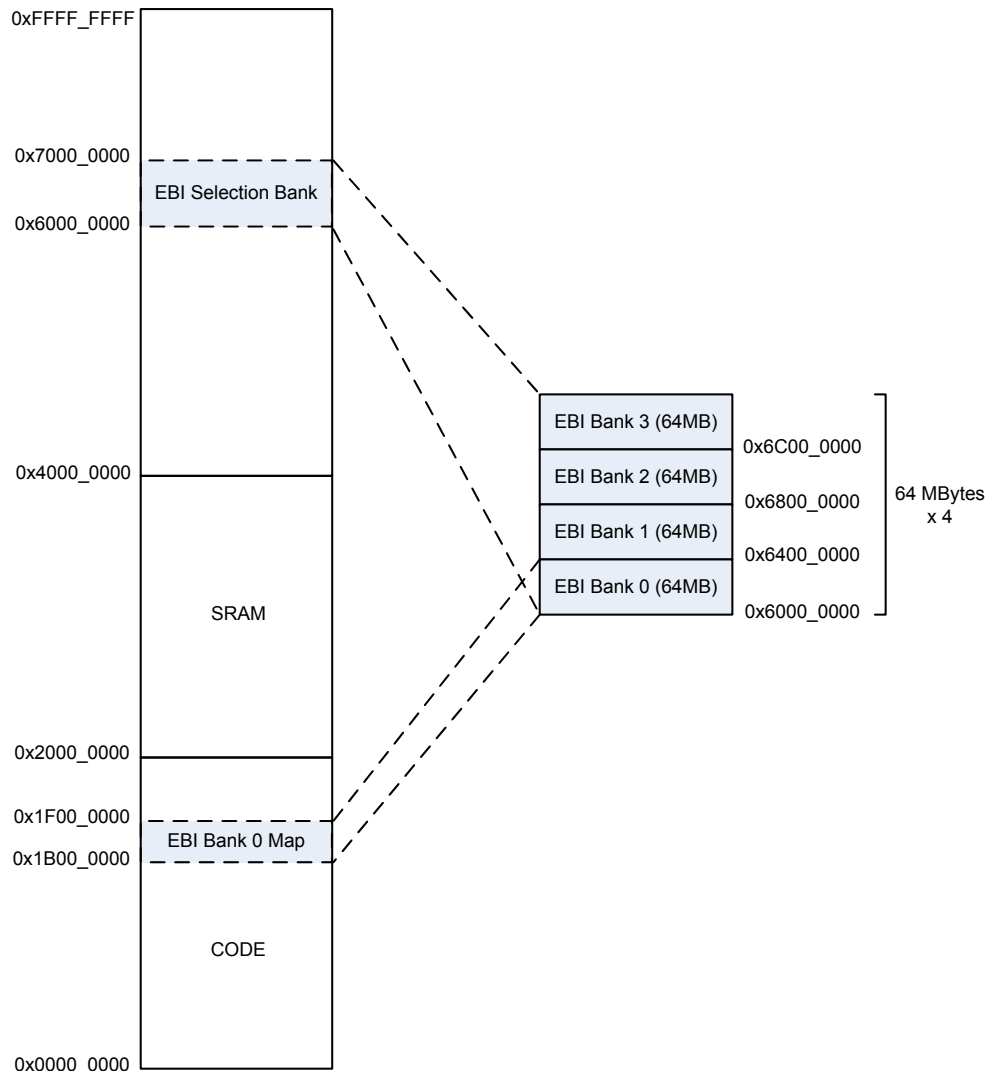 0xFFFF_FFFF
0x7000_0000
EBI Selection Bank
0x6000_0000
EBI Bank 3 (64MB)
0x6C00_0000
EBI Bank 2 (64MB)
0x6800_0000
EBI Bank 1 (64MB)
0x6400_0000
EBI Bank 0 (64MB)
0x6000_0000
64 MBytes
x 4
0x4000_0000
SRAM
0x2000_0000
0x1F00_0000
EBI Bank 0 Map
0x1B00_0000
CODE
0x0000_0000